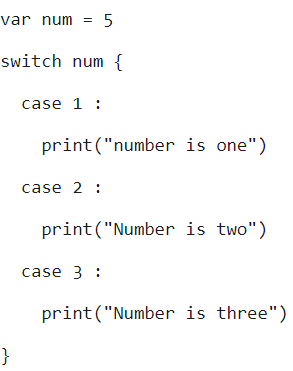 var num = 5
switch num {
case 1 :
print("number is one")
case 2 :
print("Number is two")
case 3 :
print("Number is three")
}